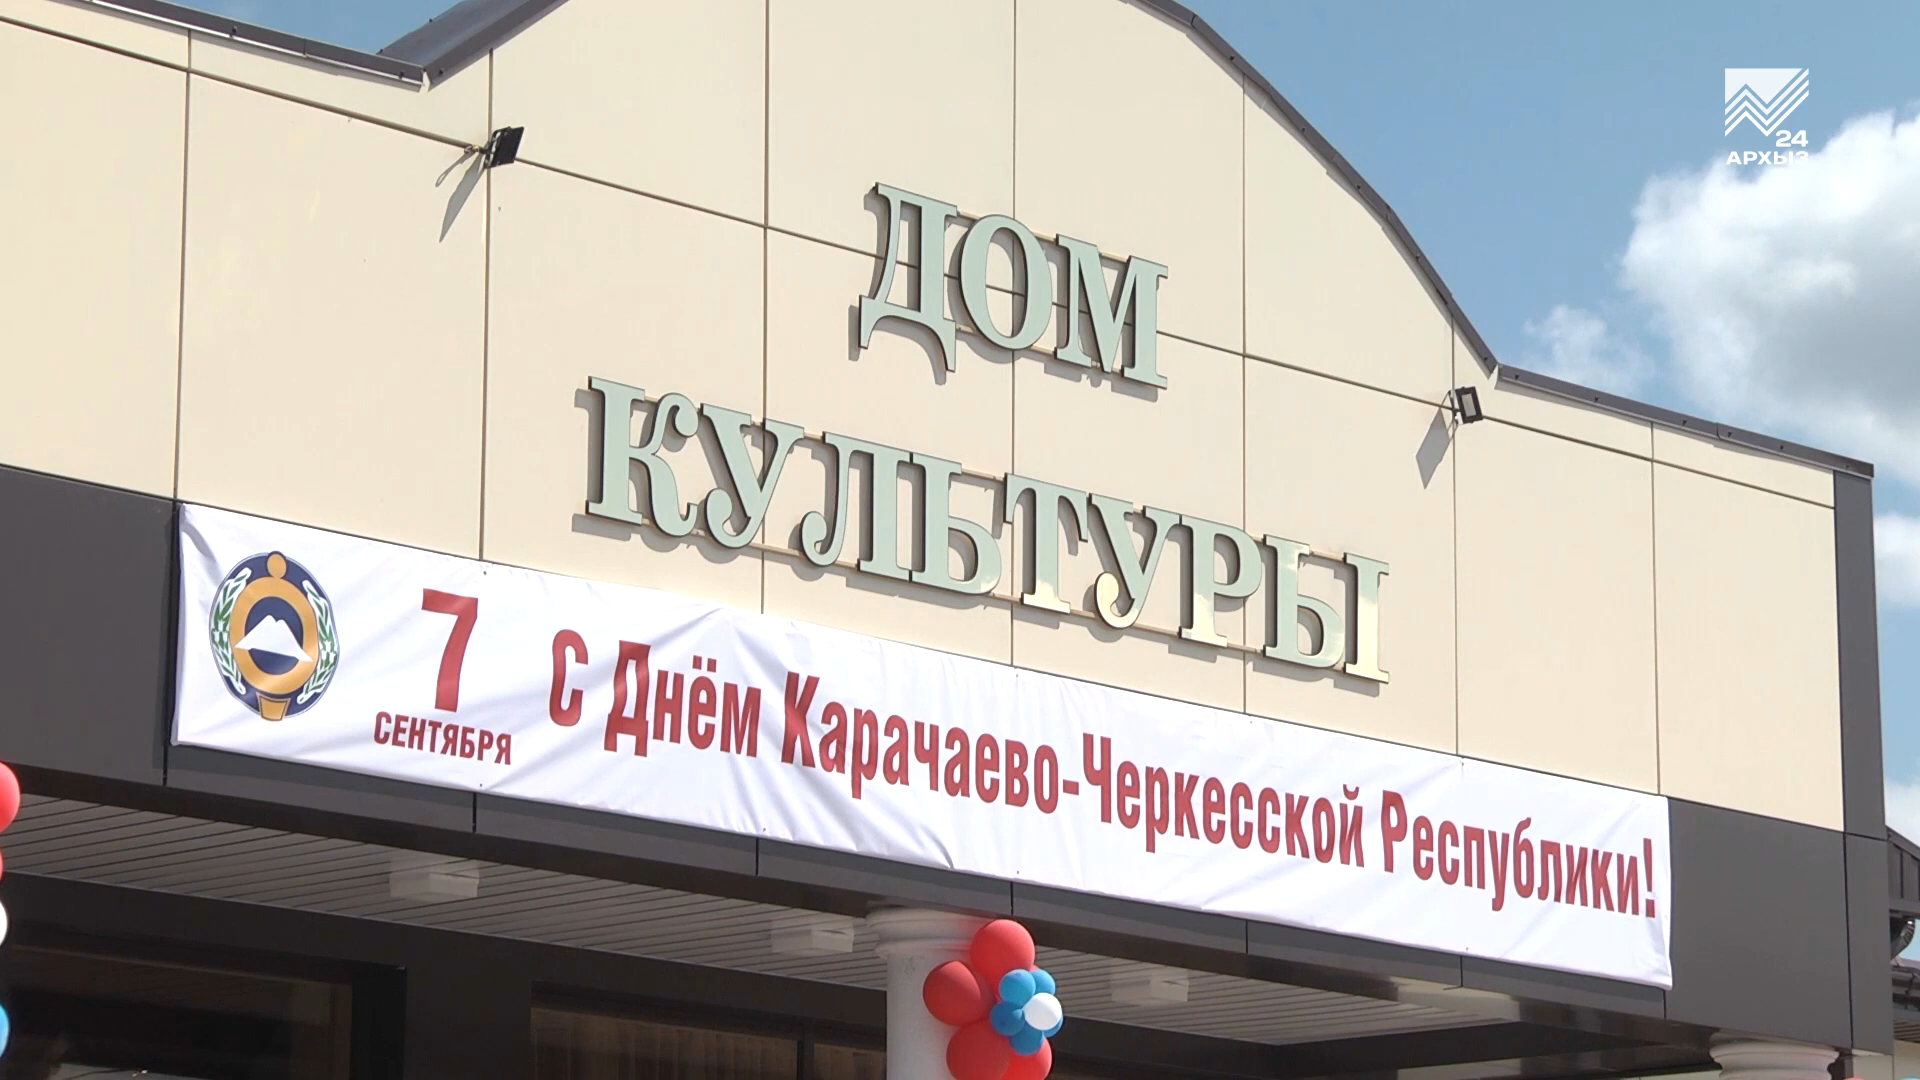 24
АРХЫЗ
ДОМ
КУЛЬТУРЫ
7
СЕНТЯБРЯ
С Днём Карачаево-Черкесской Республики!